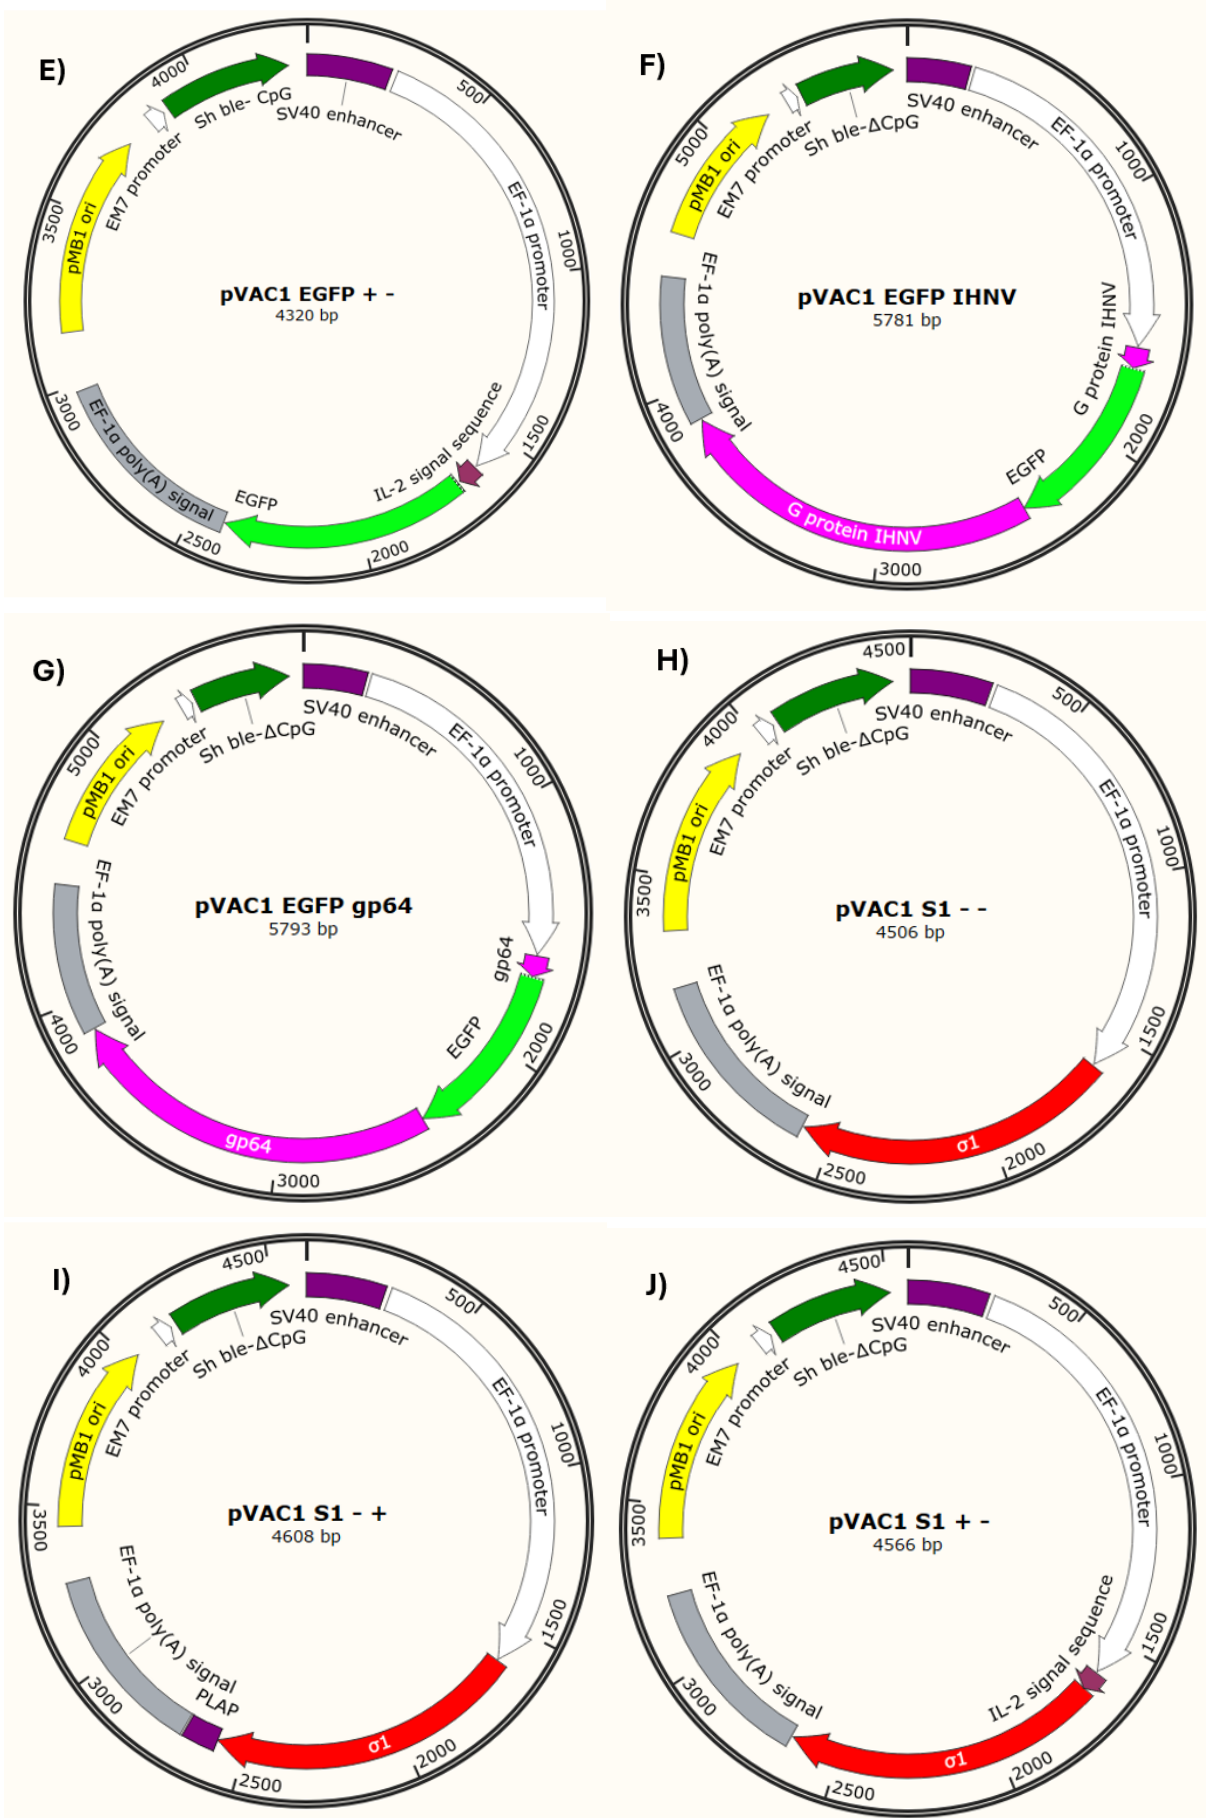 E)
4000
500
Sh ble- CpG
SV40 enhancer
EM7 promoter
3500
pMB1 ori
EF-1α promoter
1000
pVAC1 EGFP + -
4320 bp
3000
EF-1α poly(A) signal
IL-2 signal sequence
1500
EGFP
2500
2000
F)
5000
SV40 enhancer
Sh ble-ΔCpG
EF-1α promoter
1000
pMB1 ori
EM7 promoter
EF-1α poly(A) signal
pVAC1 EGFP IHNV
5781 bp
G protein IHNV
4000
2000
EGFP
G protein IHNV
3000
G)
5000
SV40 enhancer
Sh ble-ΔCpG
EF-1α promoter
1000
pMB1 ori
EM7 promoter
EF-1α poly(A) signal
pVAC1 EGFP gp64
5793 bp
gp64
4000
EGFP
2000
gp64
3000
H)
4500
4000
500
SV40 enhancer
Sh ble-ΔCpG
EM7 promoter
pMB1 ori
EF-1α promoter
1000
3500
pVAC1 S1 - -
4506 bp
EF-1α poly(A) signal
1500
3000
σ1
2000
2500
I)
4500
500
SV40 enhancer
Sh ble-ΔCpG
4000
EM7 promoter
pMB1 ori
EF-1α promoter
1000
3500
pVAC1 S1 - +
4608 bp
EF-1α poly(A) signal
1500
3000
PLAP
σ1
2000
2500
J)
4500
500
SV40 enhancer
Sh ble-ΔCpG
4000
EM7 promoter
pMB1 ori
EF-1α promoter
1000
3500
pVAC1 S1 + -
4566 bp
EF-1α poly(A) signal
IL-2 signal sequence
1500
3000
σ1
2000
2500